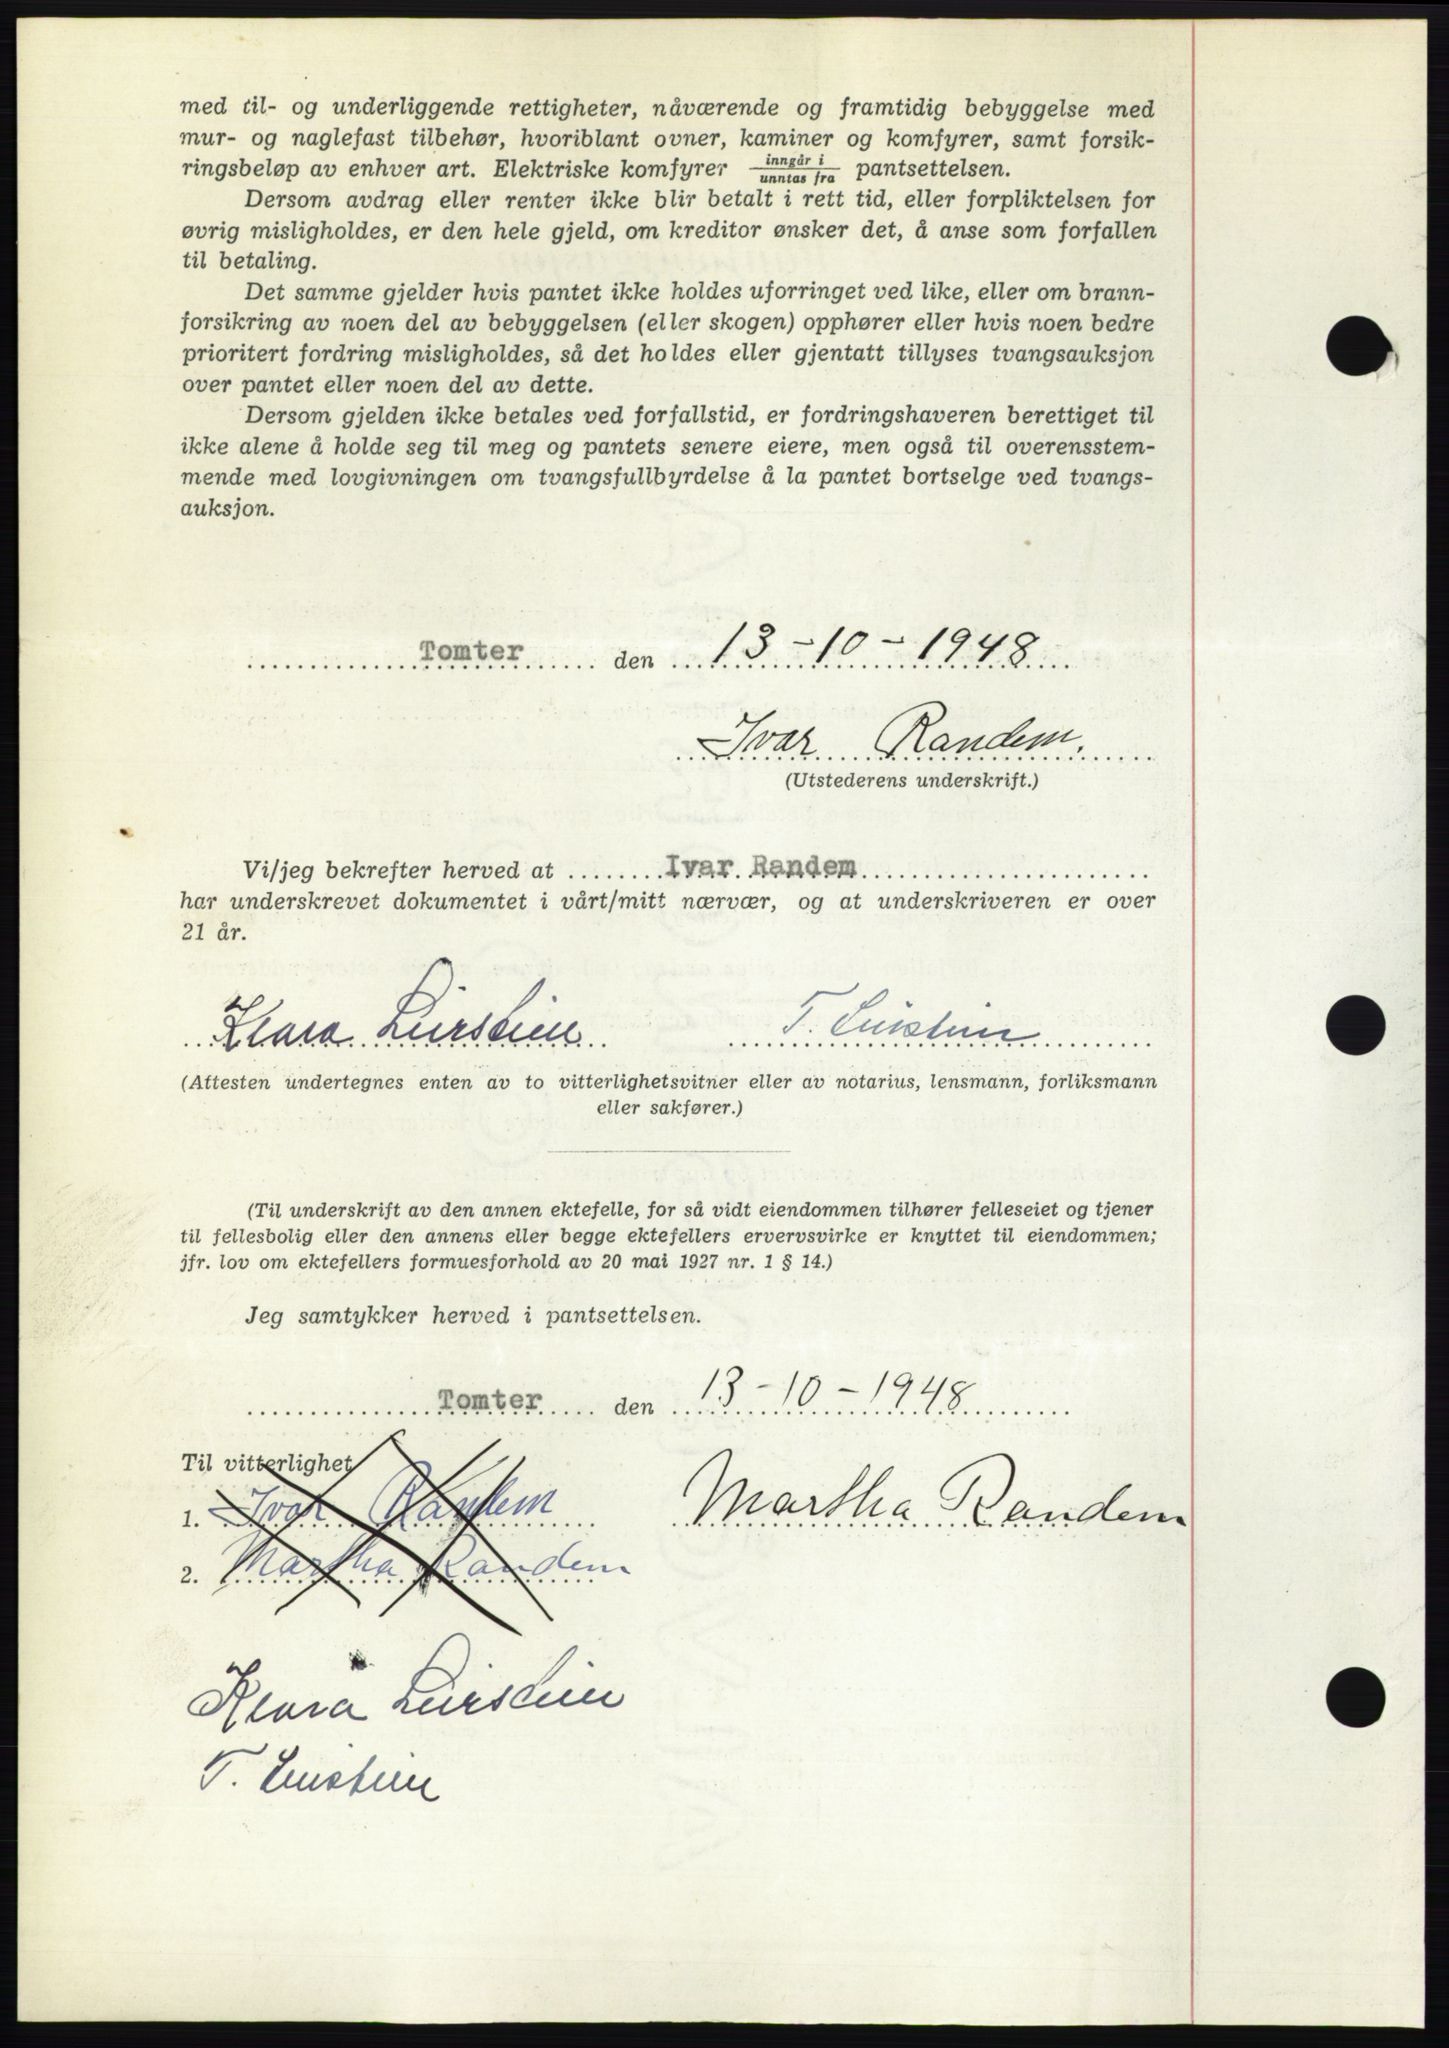 med til- og underliggende rettigheter, nåværende og framtidig bebyggelse med
mur- og naglefast tilbehør, hvoriblant ovner, kaminer og komfyrer, samt forsik-
ringsbeløp av enhver art. Elektriske komfyrer inngår i / unntas fra pantsettelsen.
Dersom avdrag eller renter ikke blir betalt i rett tid, eller forpliktelsen for
øvrig misligholdes, er den hele gjeld, om kreditor ønsker det, å anse som forfallen
til betaling.
Det samme gjelder hvis pantet ikke holdes uforringet ved like, eller om brann-
forsikring av noen del av bebyggelsen (eller skogen) opphører eller hvis noen bedre
prioritert fordring misligholdes, så det holdes eller gjentatt tillyses tvangsauksjon
over pantet eller noen del av dette.
Dersom gjelden ikke betales ved forfallstid, er fordringshaveren berettiget til
ikke alene å holde seg til meg og pantets senere eiere, men også til overensstem-
mende med lovgivningen om tvangsfullbyrdelse å la pantet bortselge ved tvangs-
auksjon.
Tomter den 13-10-1948
Ivar Randem.
(Utstederens underskrift.)
Vi/jeg bekrefter herved at Ivar Randem
har underskrevet dokumentet i vårt/mitt nærvær, og at underskriveren er over
21 år.
Klara T.
(Attesten undertegnes enten av to vitterlighetsvitner eller av notarius, lensmann, forliksmann
eller sakfører.)
(Til underskrift av den annen ektefelle, for så vidt eiendommen tilhører felleseiet og tjener
til fellesbolig eller den annens eller begge ektefellers ervervsvirke er knyttet til eiendommen;
jfr. lov om ektefellers formuesforhold av 20 mai 1927 nr. 1 § 14.)
Jeg samtykker herved i pantsettelsen.
Tomter den 13-10-1948
Til vitterlighet
1. Ivar Randem Martha Randem
2. Martha Randem
Klara
T.